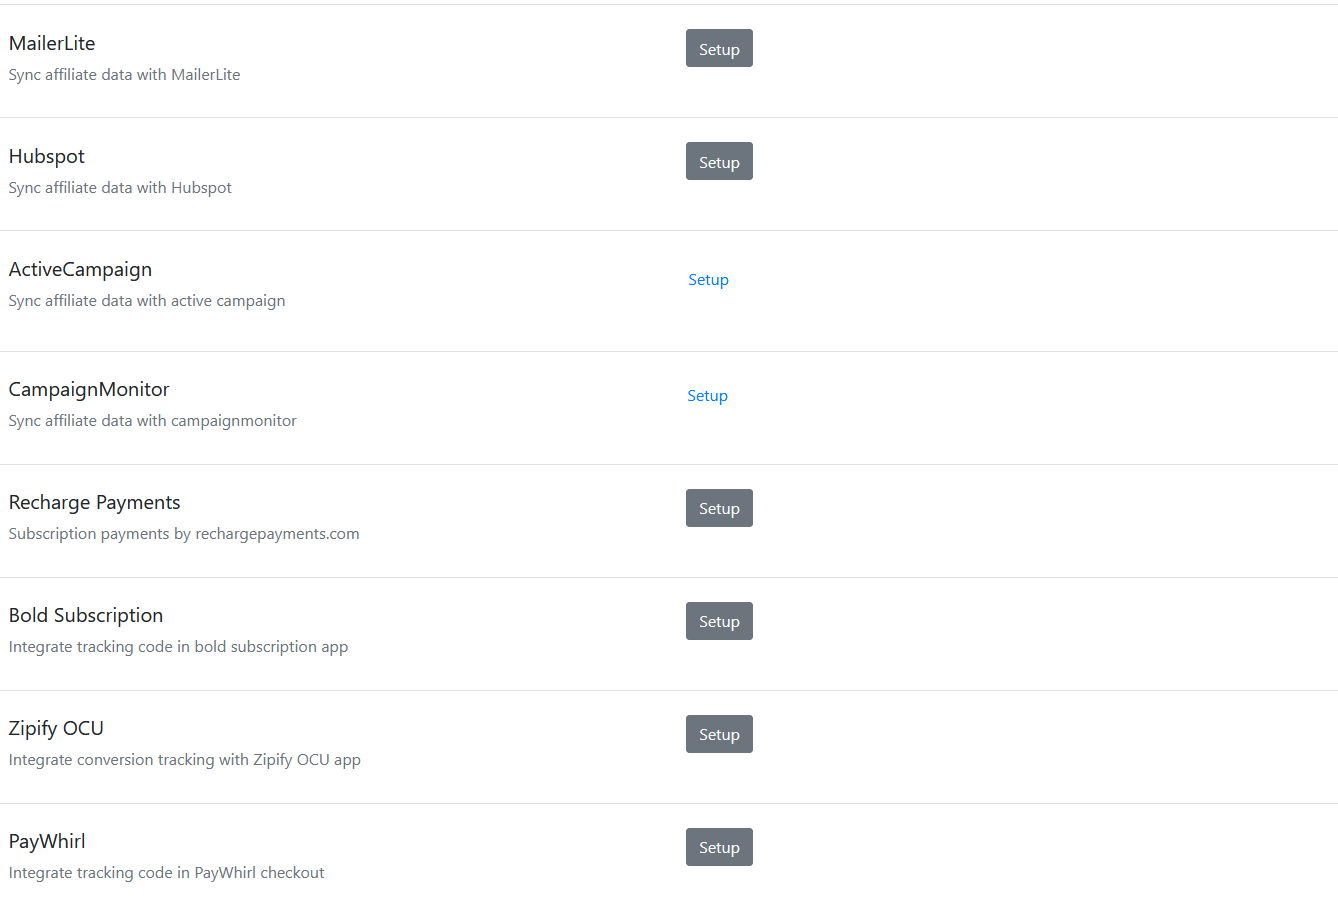 MailerLite
Setup
Sync affiliate data with MailerLite
Hubspot
Setup
Sync affiliate data with Hubspot
ActiveCampaign
Setup
Sync affiliate data with active campaign
CampaignMonitor
Setup
Sync affiliate data with campaignmonitor
Recharge Payments
Setup
Subscription payments by rechargepayments.com
Bold Subscription
Setup
Integrate tracking code in bold subscription app
Zipify OCU
Setup
Integrate conversion tracking with Zipify OCU app
PayWhirl
Setup
Integrate tracking code in PayWhirl checkout